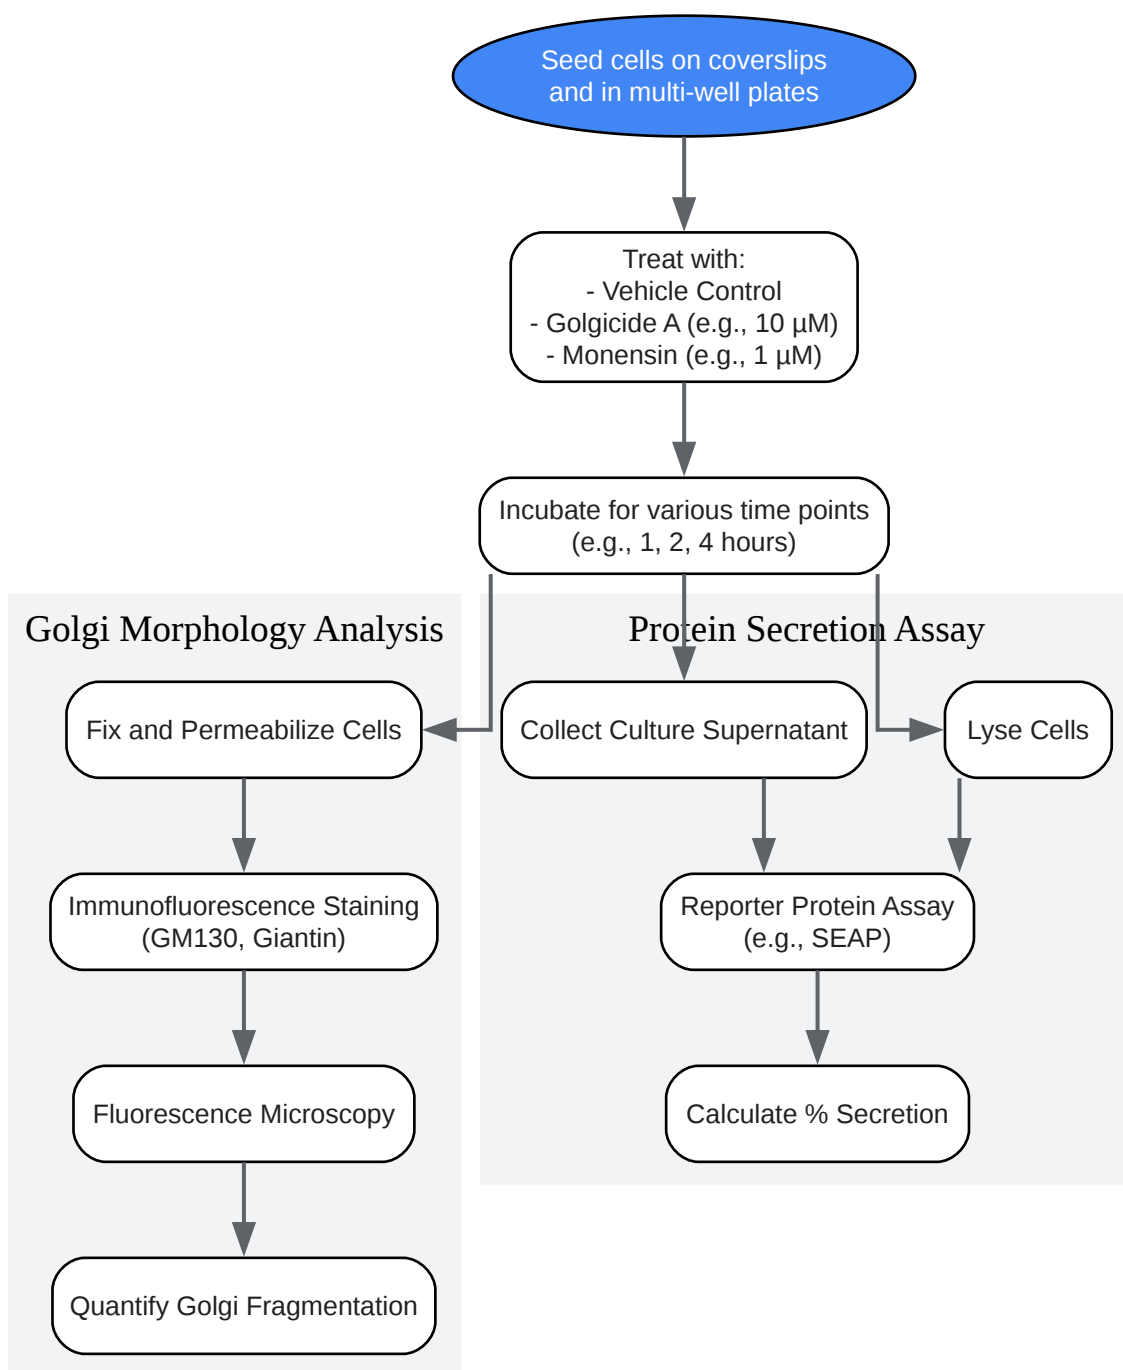 Seed cells on coverslips
and in multi-well plates
Treat with:
- Vehicle Control
- Golgicide A (e.g., 10 µM)
- Monensin (e.g., 1 µM)
Incubate for various time points
(e.g., 1, 2, 4 hours)
Golgi Morphology Analysis
Fix and Permeabilize Cells
Immunofluorescence Staining
(GM130, Giantin)
Fluorescence Microscopy
Quantify Golgi Fragmentation
Protein Secretion Assay
Collect Culture Supernatant
Lyse Cells
Reporter Protein Assay
(e.g., SEAP)
Calculate % Secretion